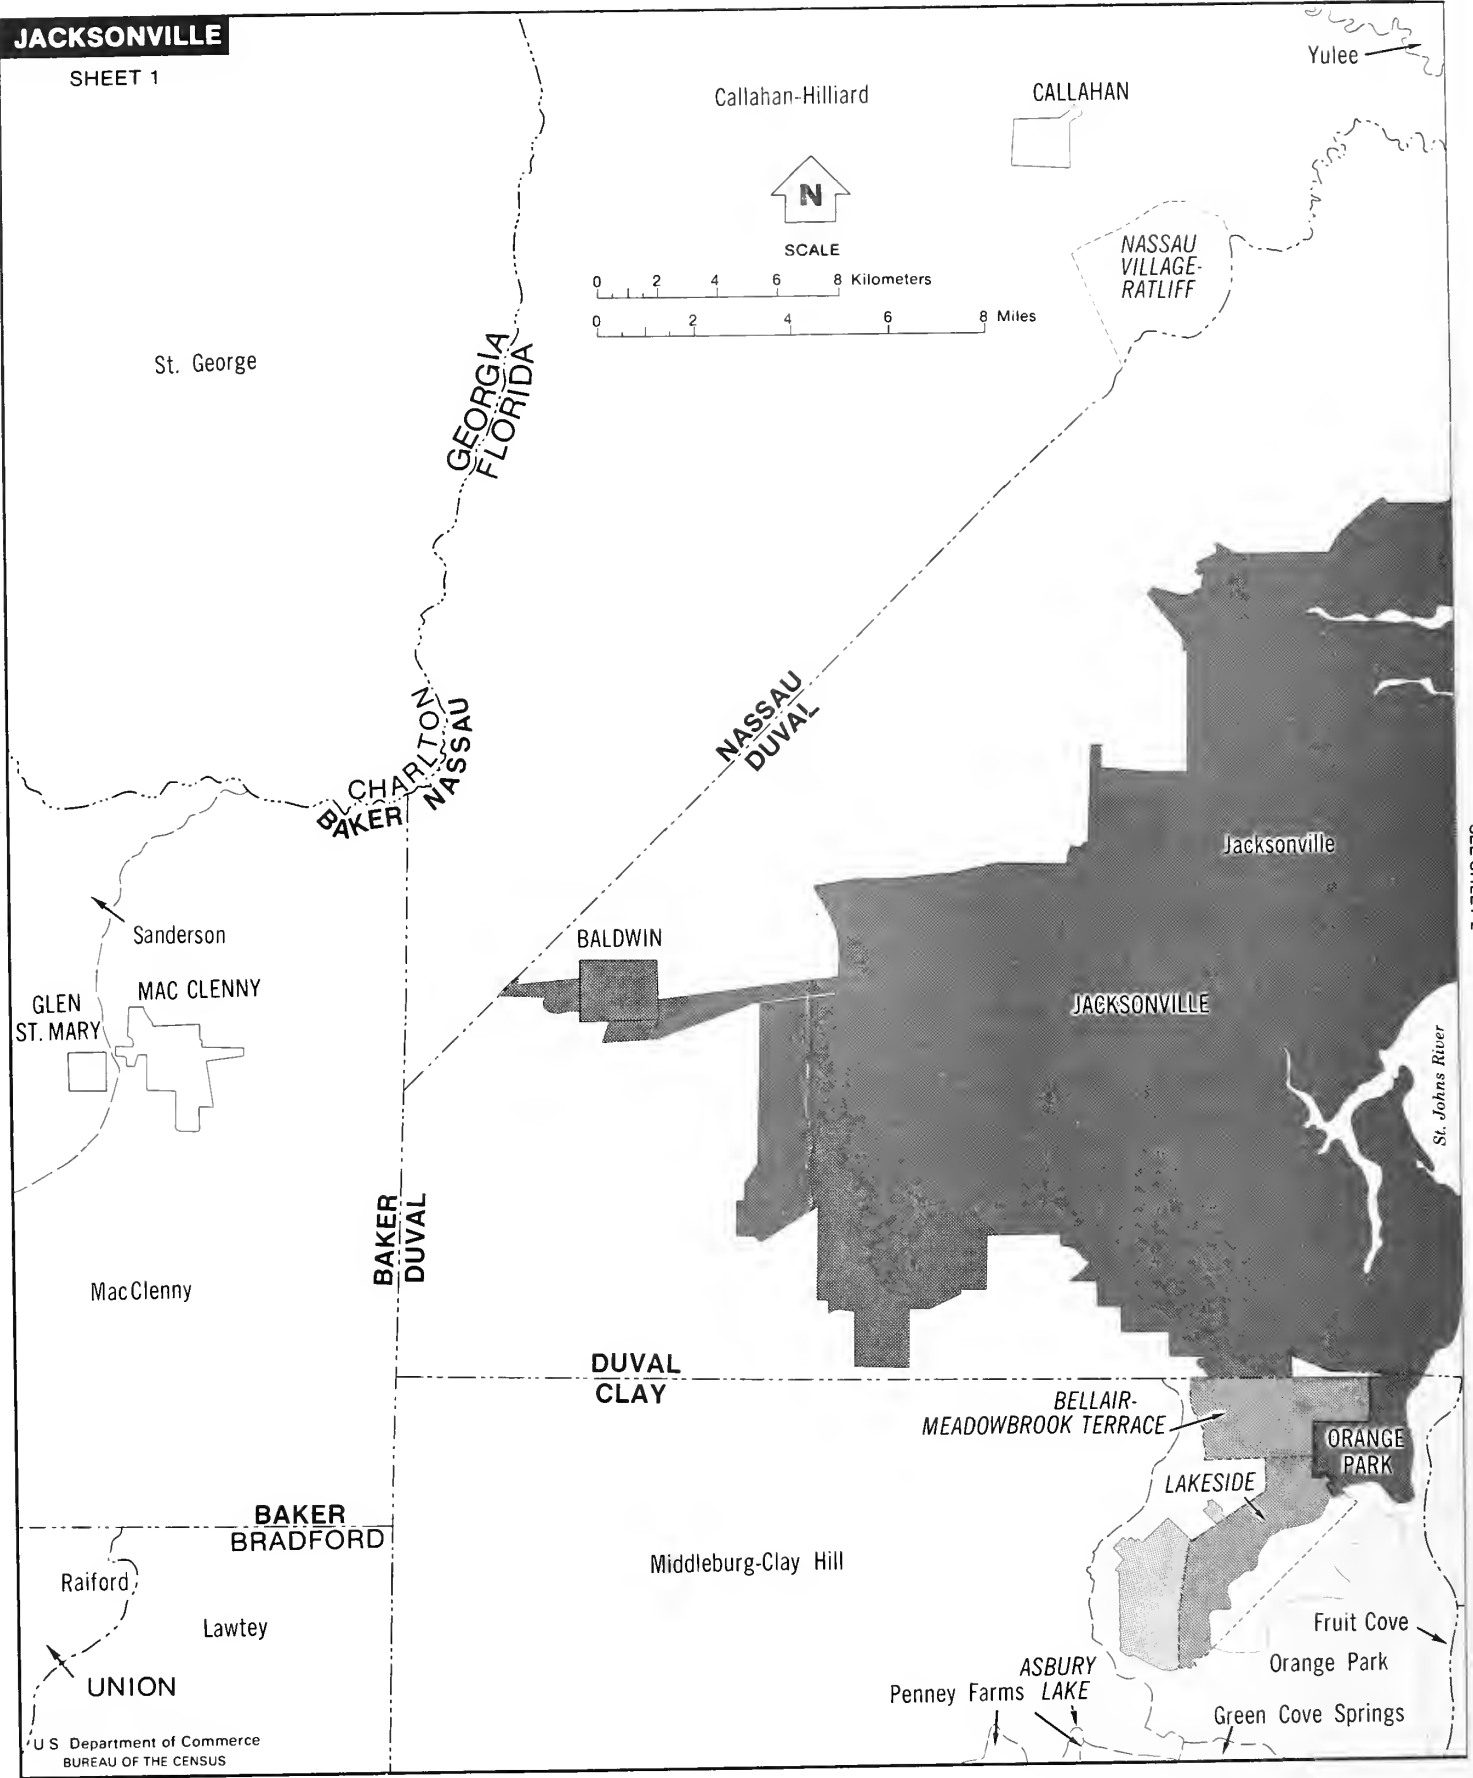 JACKSONVILLE
SHEET 1
Yulee
Callahan-Hilliard
CALLAHAN
N
SCALE
0 2 4 6 8 Kilometers
0 2 4 6 8 Miles
NASSAU
VILLAGE-
RATLIFF
St. George
GEORGIA
FLORIDA
NASSAU
DUVAL
CHARLTON
NASSAU
BAKER
Jacksonville
Sanderson
BALDWIN
MAC CLENNY
GLEN
ST. MARY
JACKSONVILLE
St. Johns River
BAKER
DUVAL
MacClenny
DUVAL
CLAY
BELLAIR-
MEADOWBROOK TERRACE
ORANGE
PARK
LAKESIDE
BAKER
BRADFORD
Middleburg-Clay Hill
Raiford
Lawtey
Fruit Cove
Orange Park
UNION
ASBURY
LAKE
Penney Farms
Green Cove Springs
U S Department of Commerce
BUREAU OF THE CENSUS